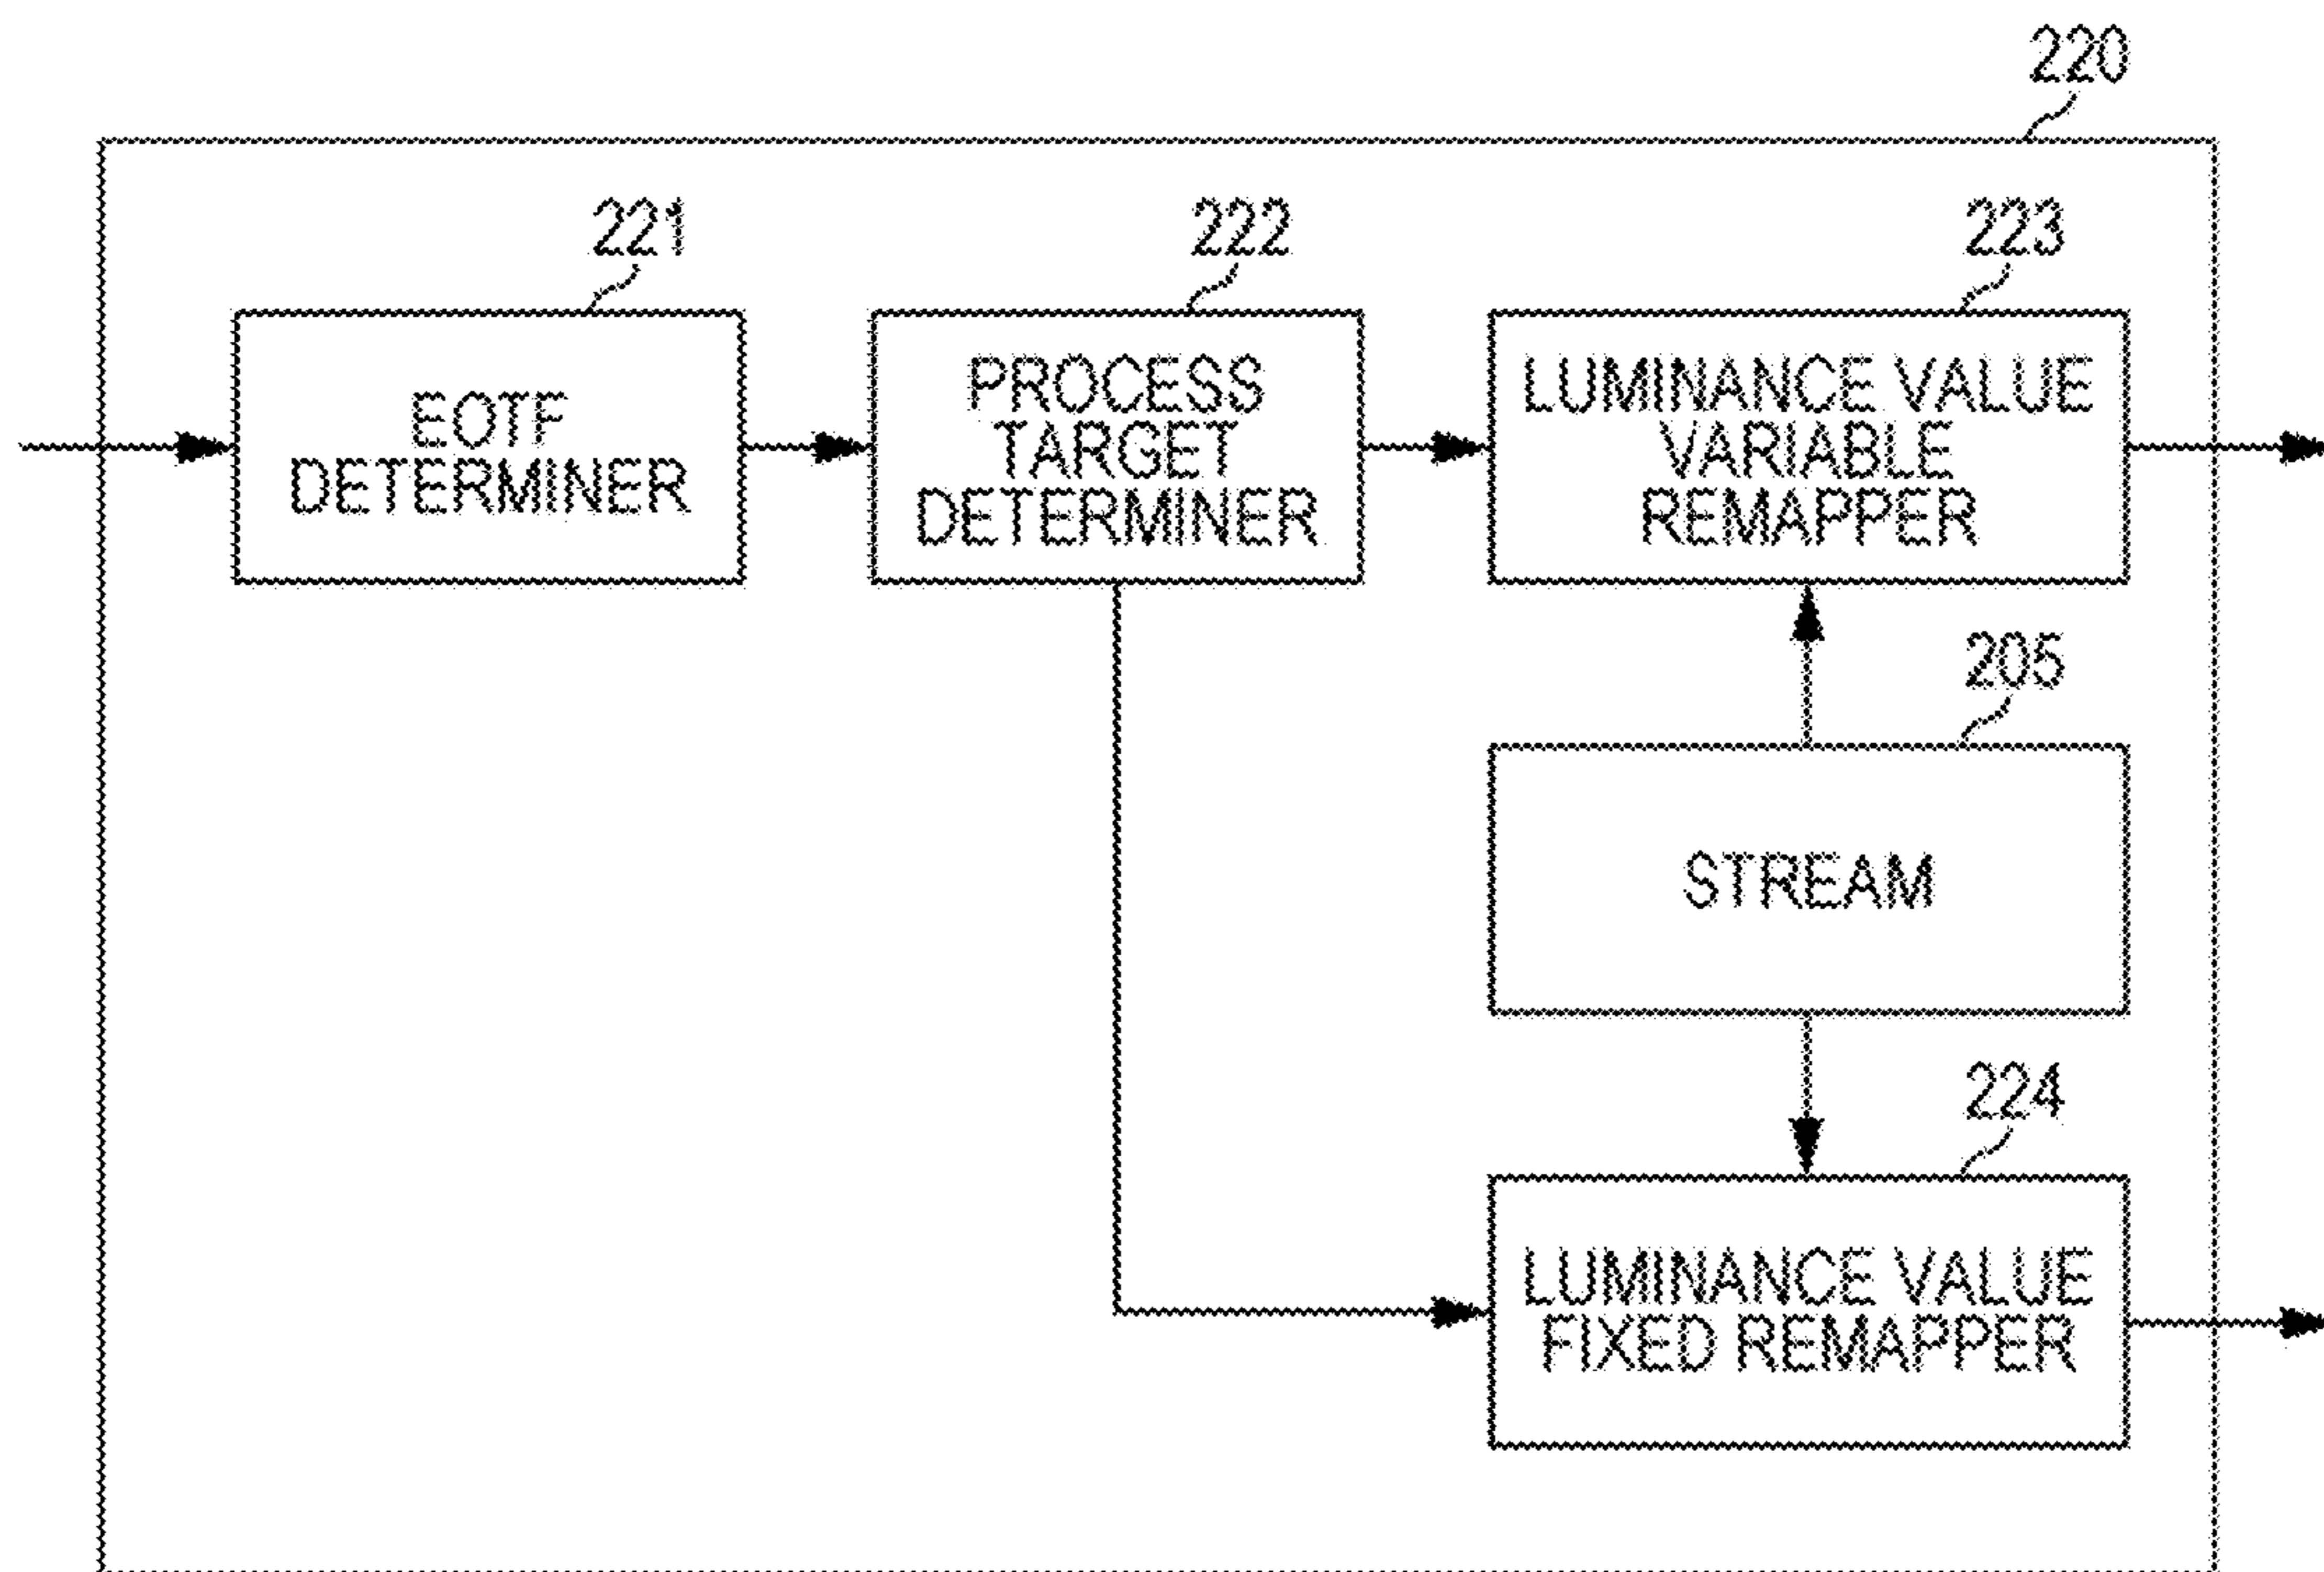 220
221
222
223
EOTF
DETERMINER
PROCESS
TARGET
DETERMINER
LUMINANCE VALUE
VARIABLE
REMAPPER
205
STREAM
224
LUMINANCE VALUE
FIXED REMAPPER